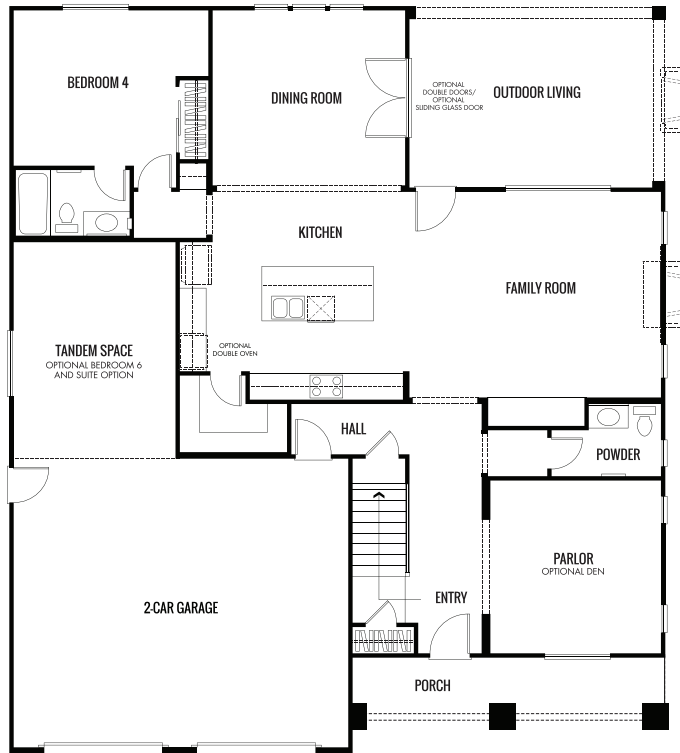 BEDROOM 4
DINING ROOM
OPTIONAL
DOUBLE DOORS/
OPTIONAL
SLIDING GLASS DOOR
OUTDOOR LIVING
KITCHEN
FAMILY ROOM
TANDEM SPACE
OPTIONAL BEDROOM 6
AND SUITE OPTION
OPTIONAL
DOUBLE OVEN
HALL
POWDER
PARLOR
OPTIONAL DEN
2-CAR GARAGE
ENTRY
PORCH